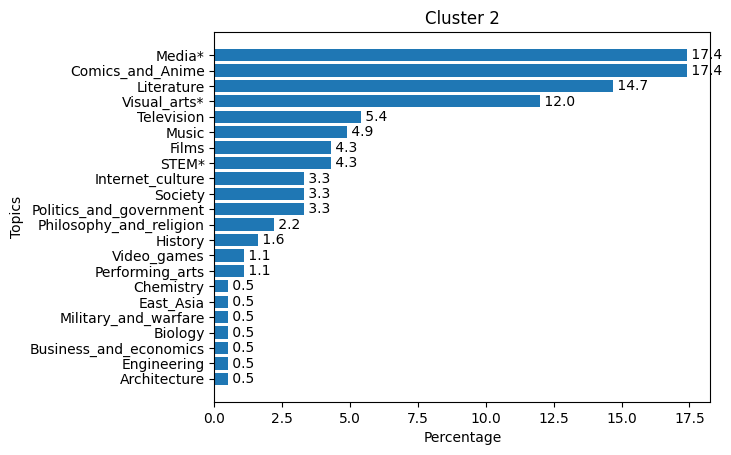 Cluster 2
Topics
Media* 17.4
Comics_and_Anime 17.4
Literature 14.7
Visual_arts* 12.0
Television 5.4
Music 4.9
Films 4.3
STEM* 4.3
Internet_culture 3.3
Society 3.3
Politics_and_government 3.3
Philosophy_and_religion 2.2
History 1.6
Video_games 1.1
Performing_arts 1.1
Chemistry 0.5
East_Asia 0.5
Military_and_warfare 0.5
Biology 0.5
Business_and_economics 0.5
Engineering 0.5
Architecture 0.5
0.0 2.5 5.0 7.5 10.0 12.5 15.0 17.5
Percentage